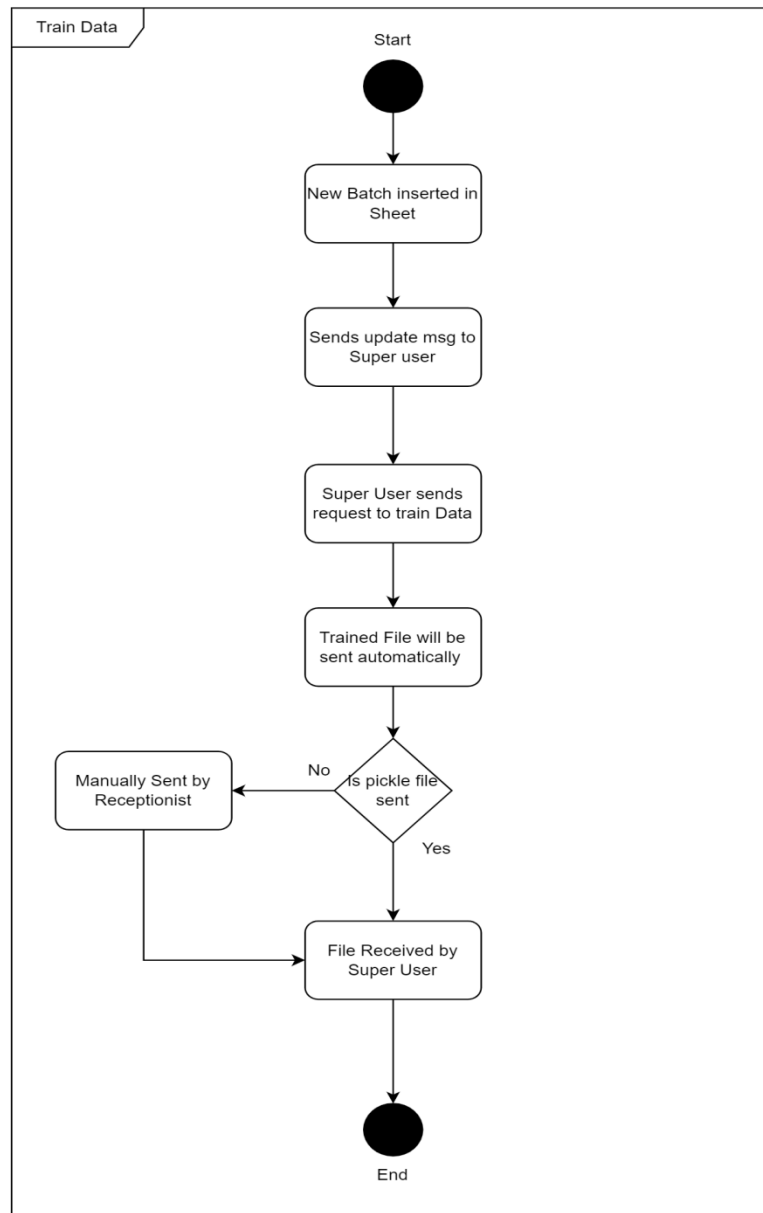 Train Data
Start
New Batch inserted in
Sheet
Sends update msg to
Super user
Super User sends
request to train Data
Trained File will be
sent automatically
Is pickle file
sent
No
Manually Sent by
Receptionist
Yes
File Received by
Super User
End